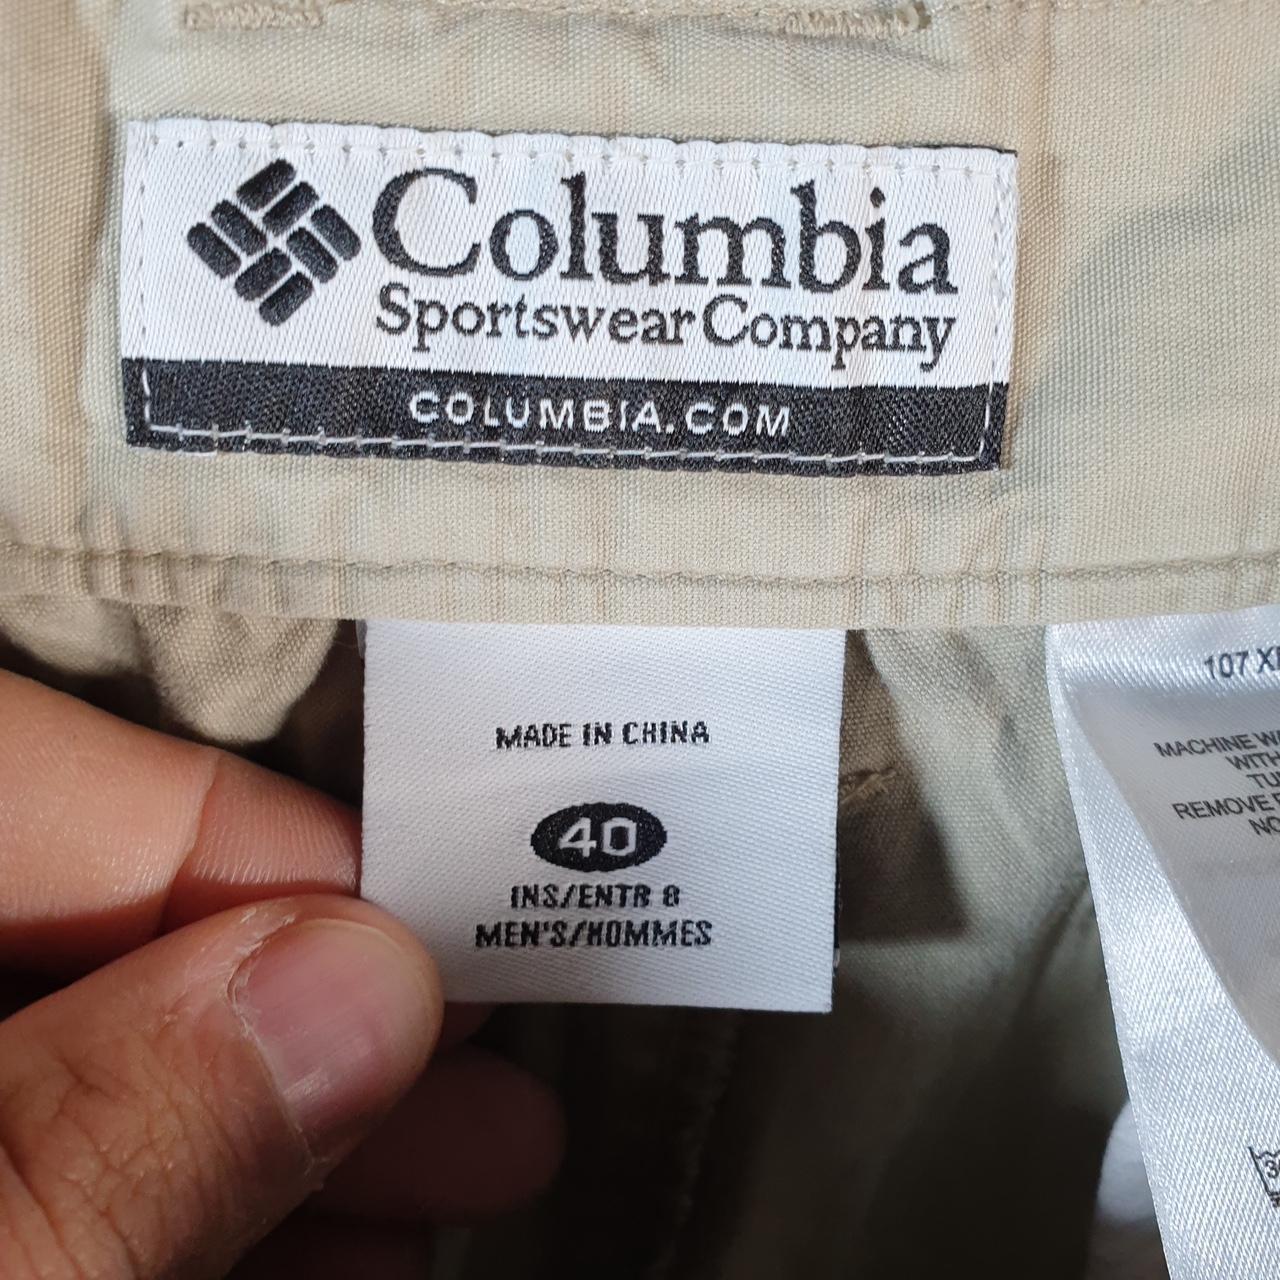 Columbia
Sportswear Company
COLUMBIA.COM
MADE IN CHINA
40
INS/ENTR 8
MEN'S/HOMMES
107
MACHINE
WITH
REMOVE